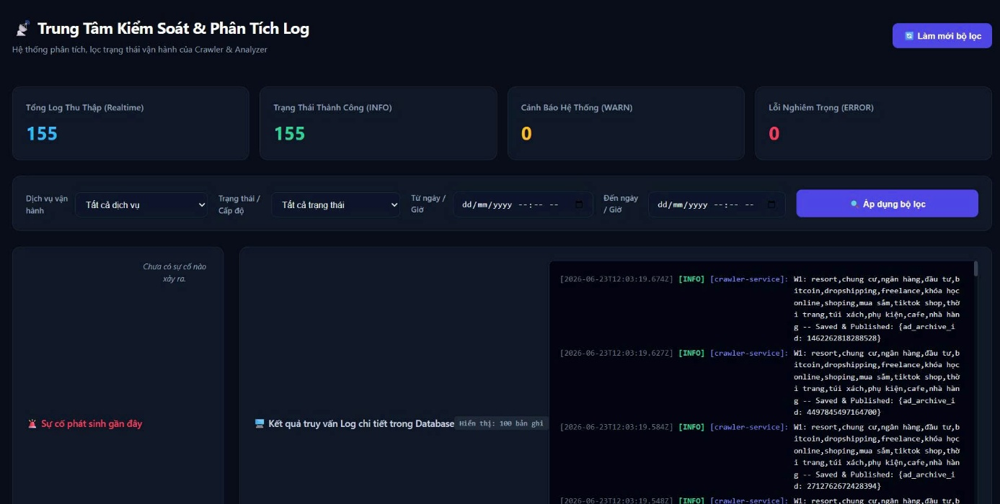 Trung Tâm Kiểm Soát & Phân Tích Log
Hệ thống phân tích, lọc trạng thái vận hành của Crawler & Analyzer
Làm mới bộ lọc
Tổng Log Thu Thập (Realtime)
155
Trạng Thái Thành Công (INFO)
155
Cảnh Báo Hệ Thống (WARN)
0
Lỗi Nghiêm Trọng (ERROR)
0
Dịch vụ vận
hành
Tất cả dịch vụ
Trạng thái /
Cấp độ
Tất cả trạng thái
Từ ngày /
Giờ
dd/mm/yyyy --:-- --
Đến ngày
/ Giờ
dd/mm/yyyy --:-- --
Áp dụng bộ lọc
Chưa có sự cố nào
xảy ra.
Sự cố phát sinh gần đây
Kết quả truy vấn Log chi tiết trong Database
Hiển thị: 100 bản ghi
[2026-06-23T12:03:19.674Z] [INFO] [crawler-service]: W1: resort,chung cư,ngân hàng,đầu tư,b
itcoin,dropshipping,freelance,khóa học
online,shoping,mua sắm,tiktok shop,thờ
i trang,túi xách,phụ kiện,cafe,nhà hàn
g -- Saved & Published: {ad_archive_i
d: 1462262818288528}
[2026-06-23T12:03:19.627Z] [INFO] [crawler-service]: W1: resort,chung cư,ngân hàng,đầu tư,b
itcoin,dropshipping,freelance,khóa học
online,shoping,mua sắm,tiktok shop,thờ
i trang,túi xách,phụ kiện,cafe,nhà hàn
g -- Saved & Published: {ad_archive_i
d: 4497845497164700}
[2026-06-23T12:03:19.584Z] [INFO] [crawler-service]: W1: resort,chung cư,ngân hàng,đầu tư,b
itcoin,dropshipping,freelance,khóa học
online,shoping,mua sắm,tiktok shop,thờ
i trang,túi xách,phụ kiện,cafe,nhà hàn
g -- Saved & Published: {ad_archive_i
d: 2712762672428394}
[2026-06-23T12:03:19.548Z] [INFO] [crawler-service]: W1: resort,chung cư,ngân hàng,đầu tư,b